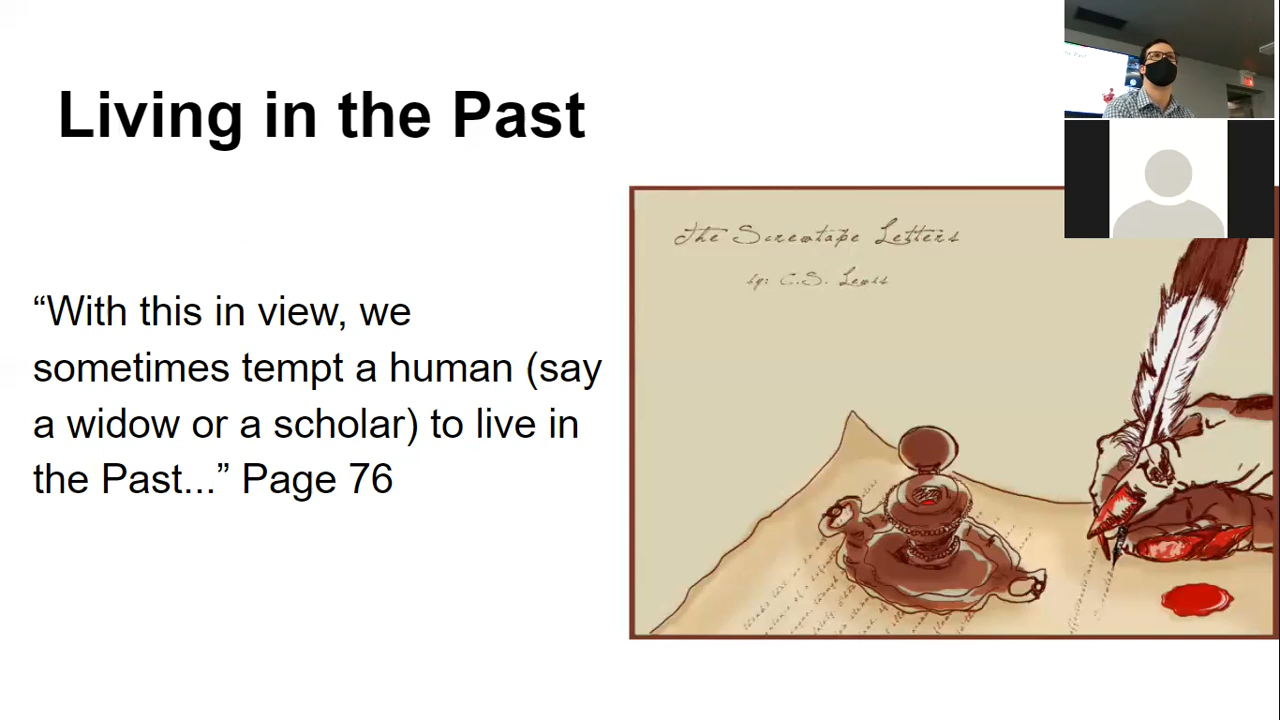 Living in the Past
“With this in view, we
sometimes tempt a human (say
a widow or a scholar) to live in
the Past...” Page 76
The Screwtape Letters
by: C.S. Lewis